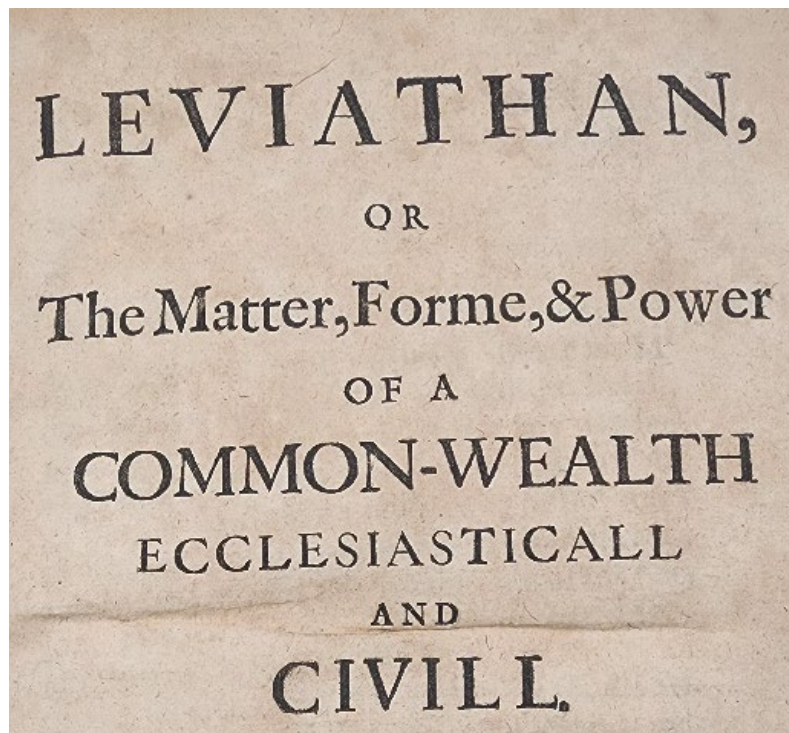 LEVIATHAN,
OR
The Matter, Forme, & Power
OF A
COMMON-WEALTH
ECCLESIASTICALL
AND
CIVILL.